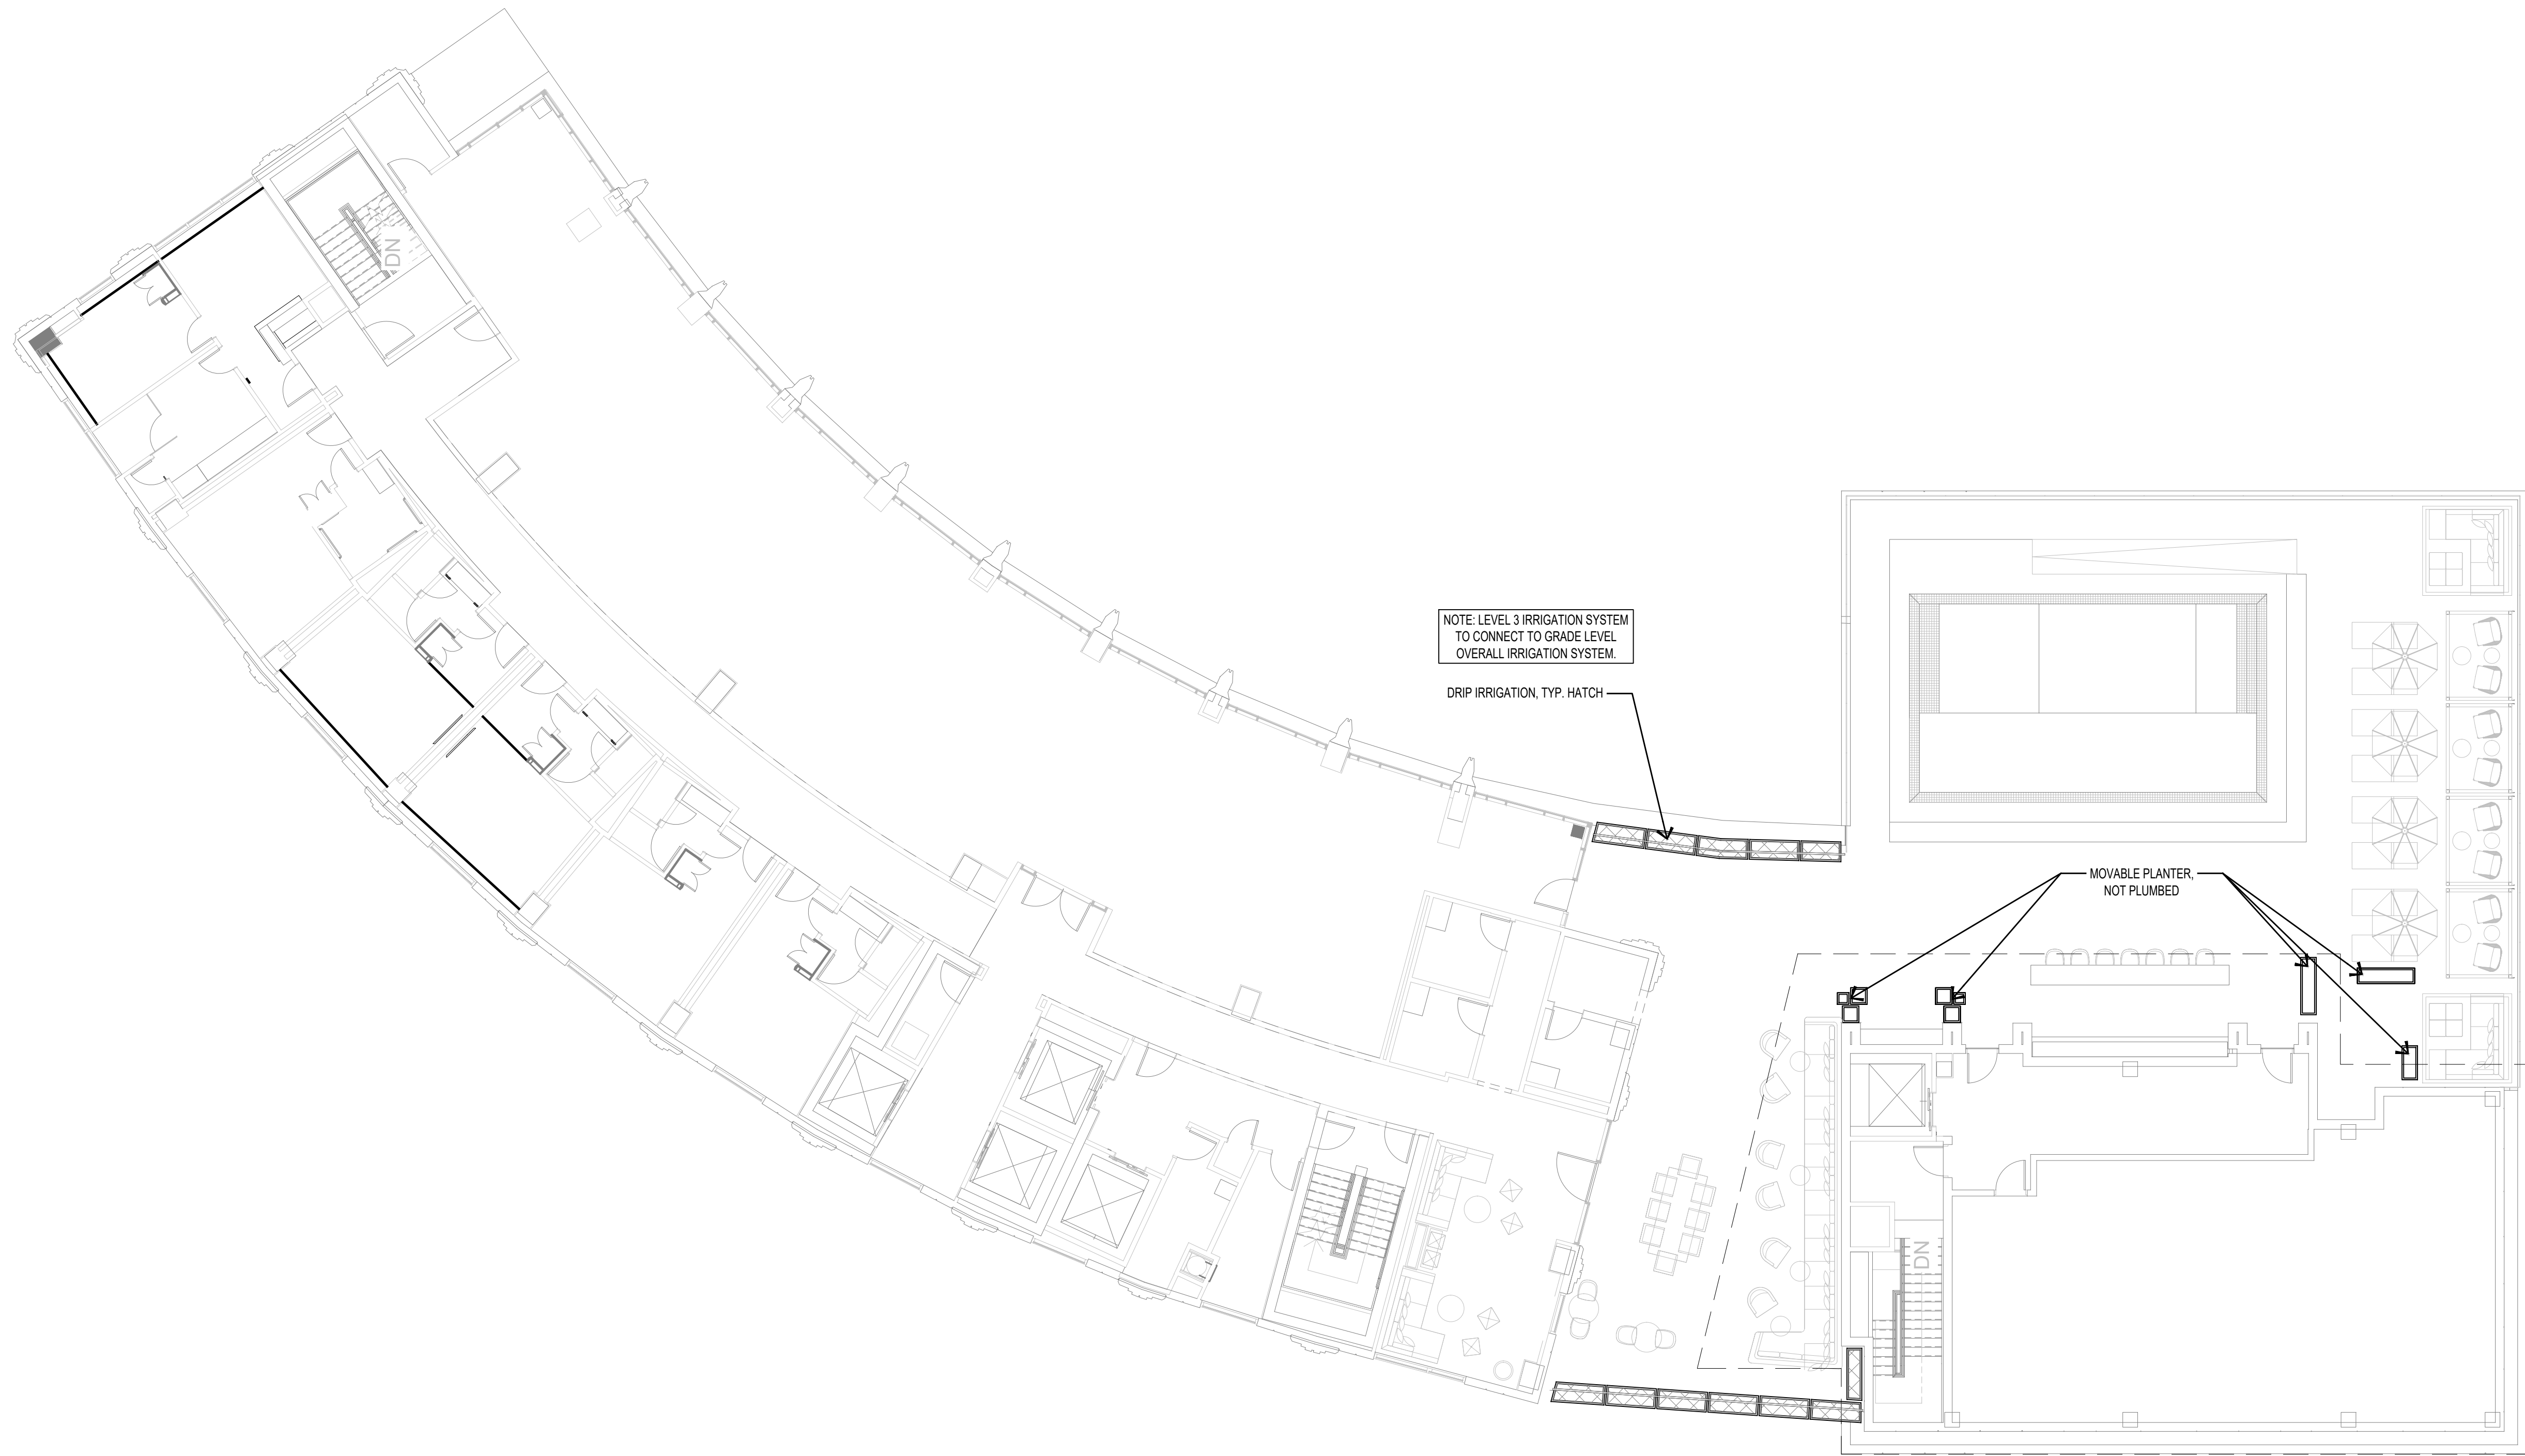 DN
NOTE: LEVEL 3 IRRIGATION SYSTEM
TO CONNECT TO GRADE LEVEL
OVERALL IRRIGATION SYSTEM.
DRIP IRRIGATION, TYP. HATCH
MOVABLE PLANTER,
NOT PLUMBED
DN